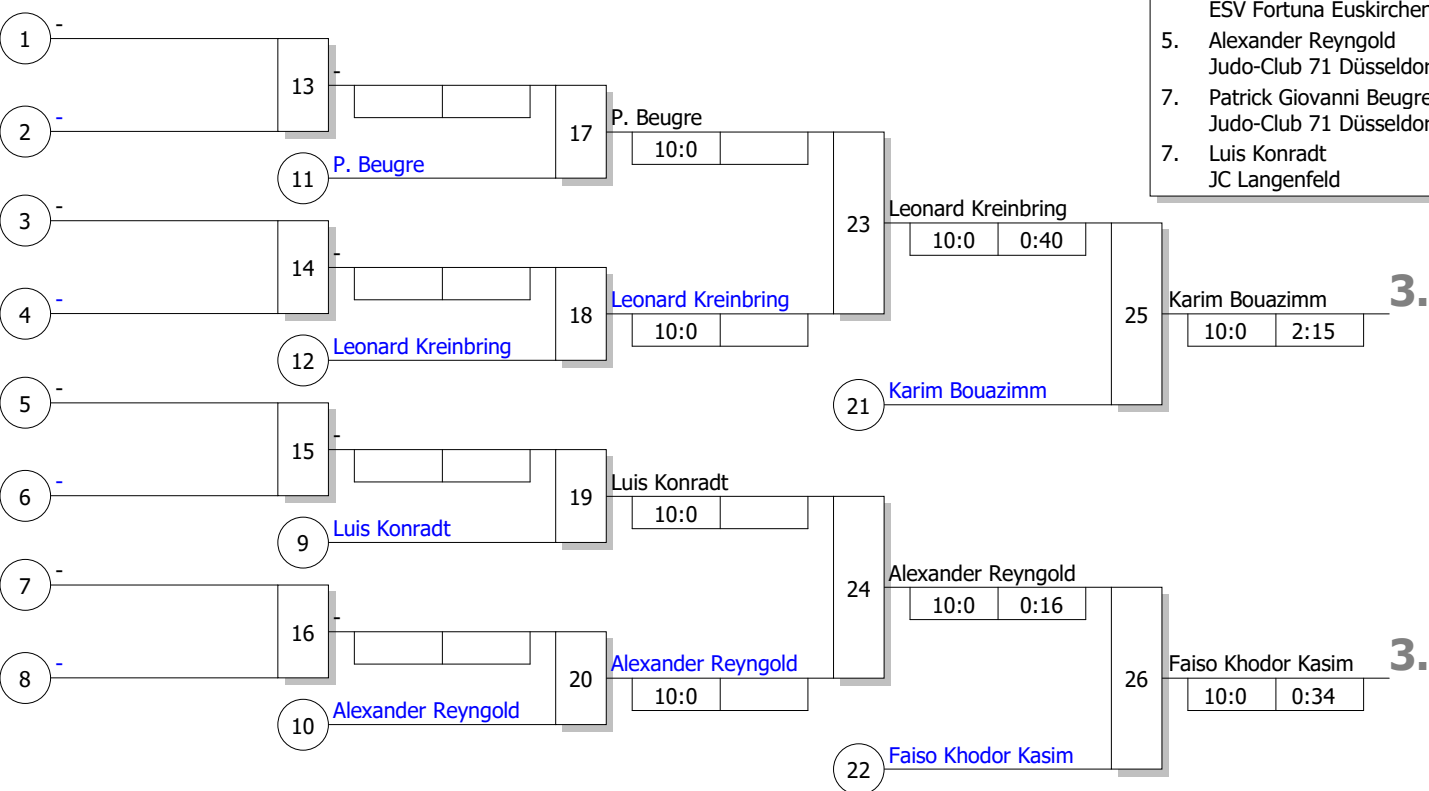 ESV Fortuna Euskirchen
5. Alexander Reyngold
Judo-Club 71 Düsseldor
7. Patrick Giovanni Beugre
Judo-Club 71 Düsseldor
7. Luis Konradt
JC Langenfeld
1 -
13 -
2 -
17 P. Beugre
10:0
11 P. Beugre
3 -
23 Leonard Kreinbring
10:0 0:40
14 -
4 -
18 Leonard Kreinbring
10:0
12 Leonard Kreinbring
25 Karim Bouazimm 3.
10:0 2:15
21 Karim Bouazimm
5 -
15 -
6 -
19 Luis Konradt
10:0
9 Luis Konradt
7 -
24 Alexander Reyngold
10:0 0:16
16 -
8 -
20 Alexander Reyngold
10:0
10 Alexander Reyngold
26 Faiso Khodor Kasim 3.
10:0 0:34
22 Faiso Khodor Kasim